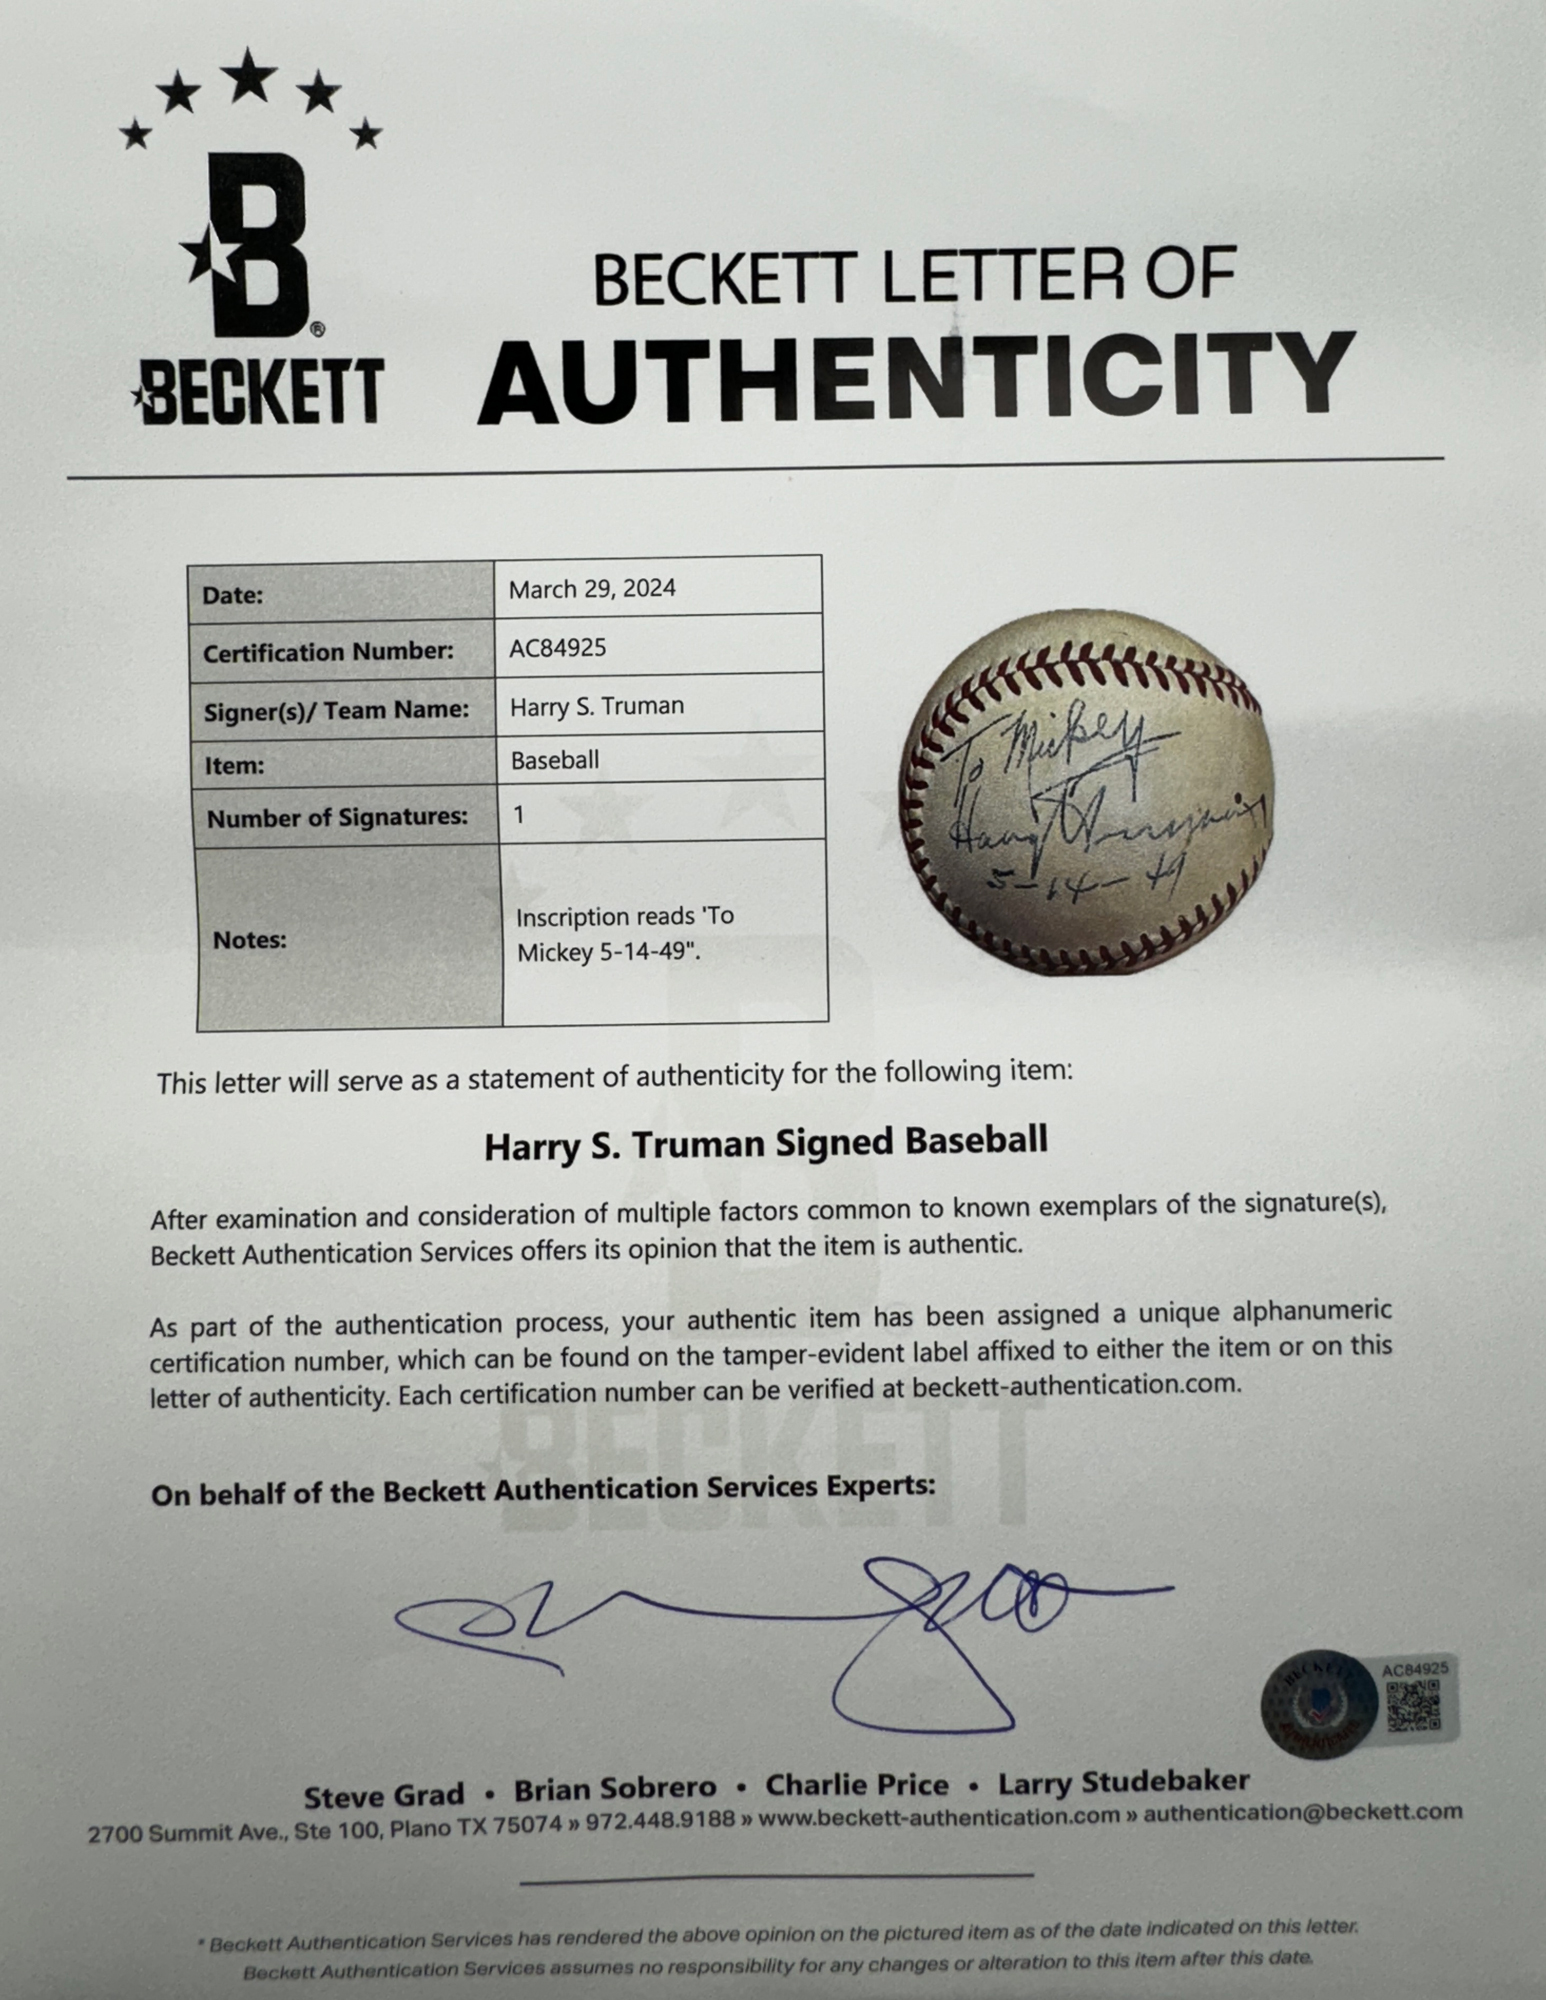 B
®
BECKETT
BECKETT LETTER OF
AUTHENTICITY
Date: March 29, 2024
Certification Number: AC84925
Signer(s)/ Team Name: Harry S. Truman
Item: Baseball
Number of Signatures: 1
Notes: Inscription reads 'To
Mickey 5-14-49".
To Mickey
Harry Truman
5-14-49
This letter will serve as a statement of authenticity for the following item:
Harry S. Truman Signed Baseball
After examination and consideration of multiple factors common to known exemplars of the signature(s),
Beckett Authentication Services offers its opinion that the item is authentic.
As part of the authentication process, your authentic item has been assigned a unique alphanumeric
certification number, which can be found on the tamper-evident label affixed to either the item or on this
letter of authenticity. Each certification number can be verified at beckett-authentication.com.
BECKETT
On behalf of the Beckett Authentication Services Experts:
BECKETT
AC84925
Steve Grad • Brian Sobrero • Charlie Price • Larry Studebaker
2700 Summit Ave., Ste 100, Plano TX 75074 » 972.448.9188 » www.beckett-authentication.com » authentication@beckett.com
* Beckett Authentication Services has rendered the above opinion on the pictured item as of the date indicated on this letter.
Beckett Authentication Services assumes no responsibility for any changes or alteration to this item after this date.